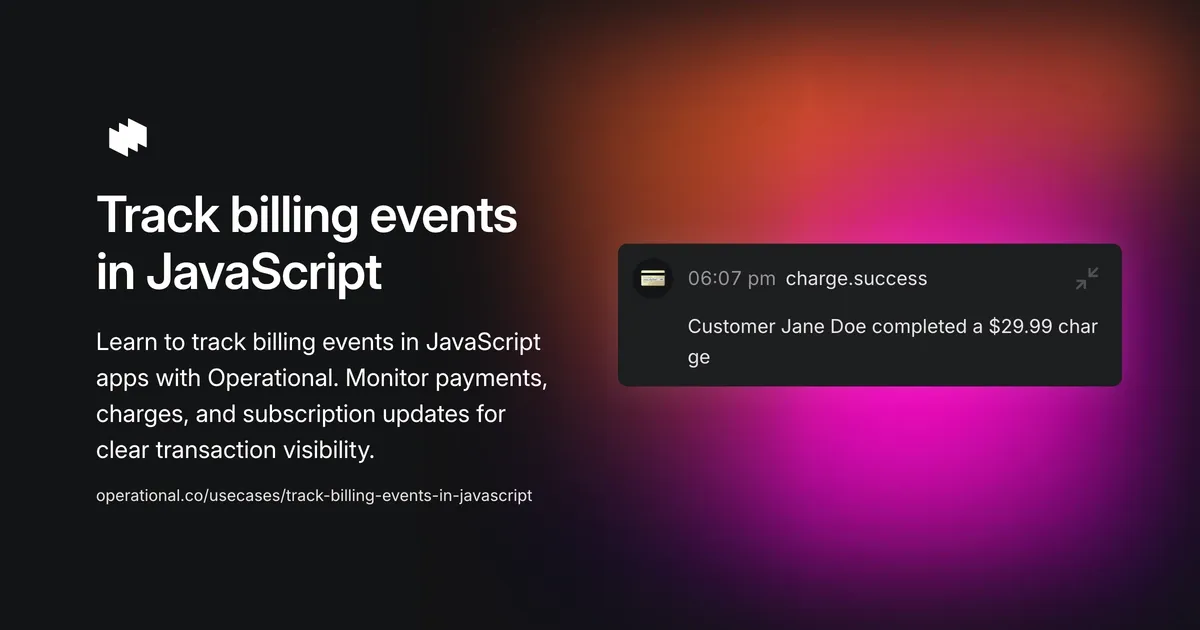 Track billing events
in JavaScript
Learn to track billing events in JavaScript
apps with Operational. Monitor payments,
charges, and subscription updates for
clear transaction visibility.
operational.co/usecases/track-billing-events-in-javascript
06:07 pm charge.success
Customer Jane Doe completed a $29.99 char
ge